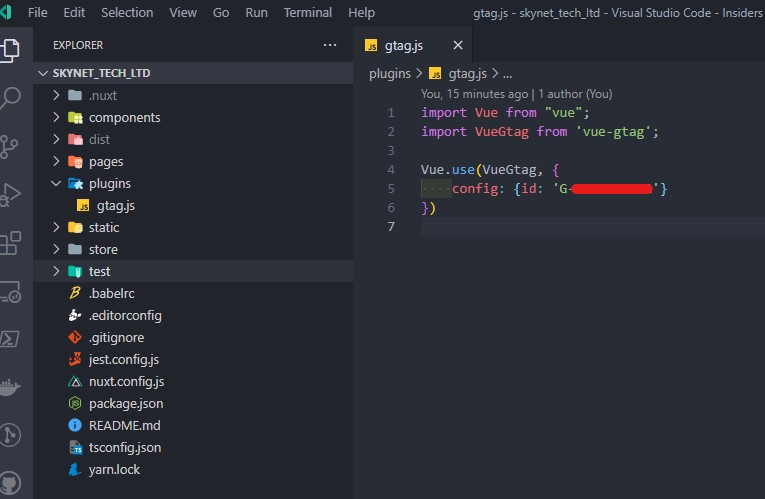 File Edit Selection View Go Run Terminal Help gtag.js - skynet_tech_ltd - Visual Studio Code - Insiders
EXPLORER ...
SKYNET_TECH_LTD
.nuxt
components
dist
pages
plugins
gtag.js
static
store
test
.babelrc
.editorconfig
.gitignore
jest.config.js
nuxt.config.js
package.json
README.md
tsconfig.json
yarn.lock
JS gtag.js
plugins > JS gtag.js > ...
You, 15 minutes ago | 1 author (You)
1 import Vue from "vue";
2 import VueGtag from 'vue-gtag';
3
4 Vue.use(VueGtag, {
5 ····config: {id: 'G-'}
6 })
7